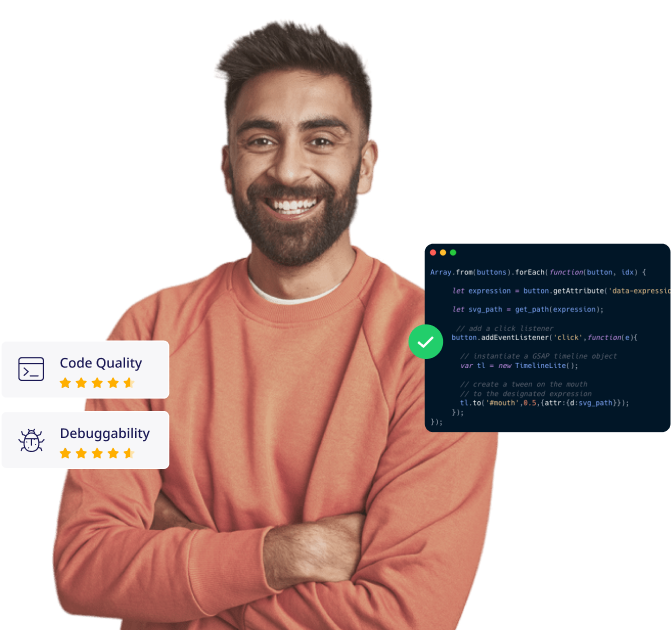 Array.from(buttons).forEach(function(button, idx) {
let expression = button.getAttribute('data-expressio
let svg_path = get_path(expression);
// add a click listener
button.addEventListener('click',function(e){
// instantiate a GSAP timeline object
var tl = new TimelineLite();
// create a tween on the mouth
// to the designated expression
tl.to('#mouth',0.5,{attr:{d:svg_path}});
});
});
Code Quality
Debuggability